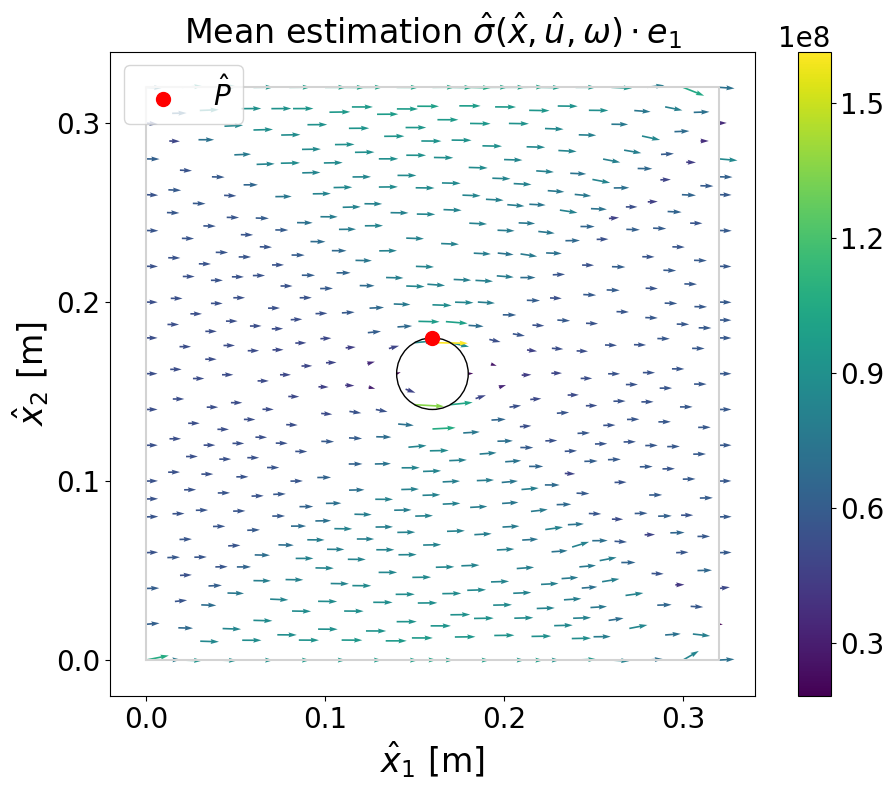 Mean estimation σ̂(x̂, û, ω) · e₁
1e8
P̂
1.5
1.2
0.9
0.6
0.3
0.3
0.2
0.1
0.0
x̂₂ [m]
0.0 0.1 0.2 0.3
x̂₁ [m]